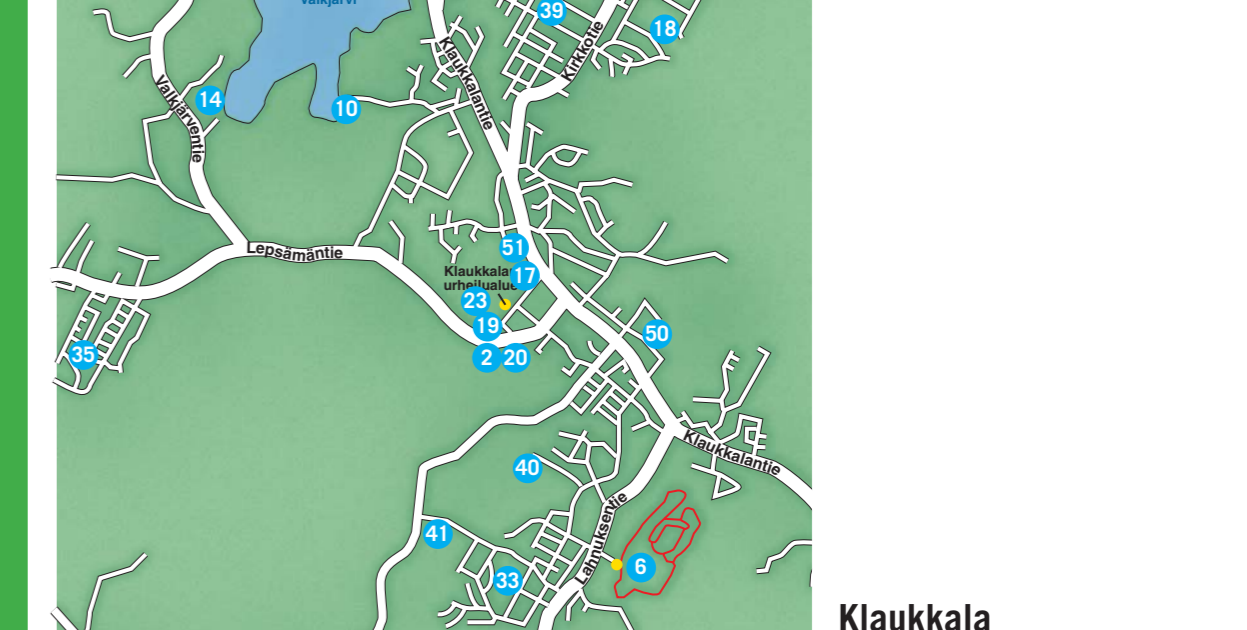 Valkjärvi
39
18
Kirkkotie
Klaukkalantie
Valkjärventie
14
10
Lepsämäntie
51
Klaukkalan
urheilualue
17
23
19
2 20
50
35
Klaukkalantie
40
Lahnuksentie
41
6
33
Klaukkala